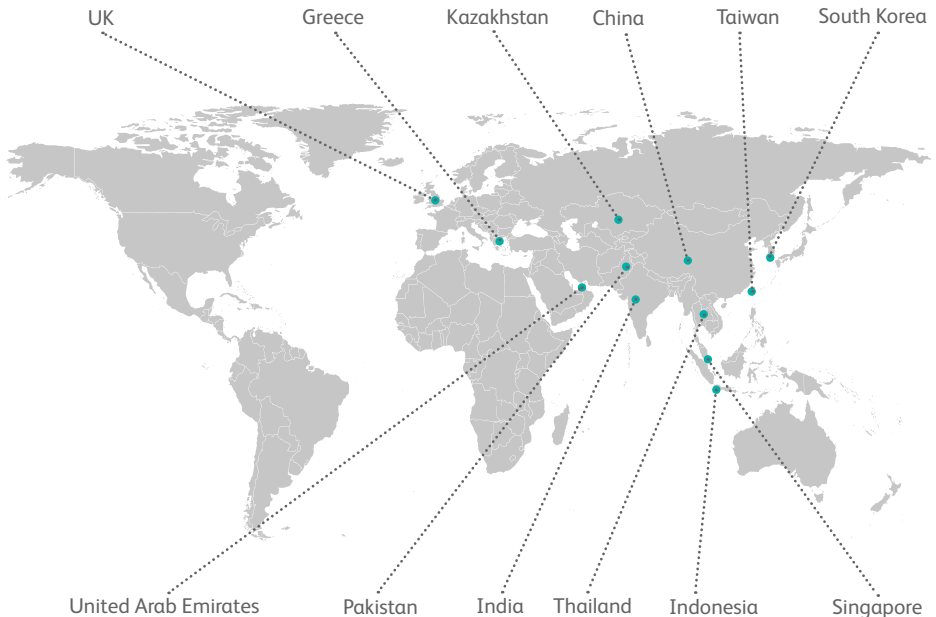 UK
Greece
Kazakhstan
China
Taiwan
South Korea
United Arab Emirates
Pakistan
India
Thailand
Indonesia
Singapore